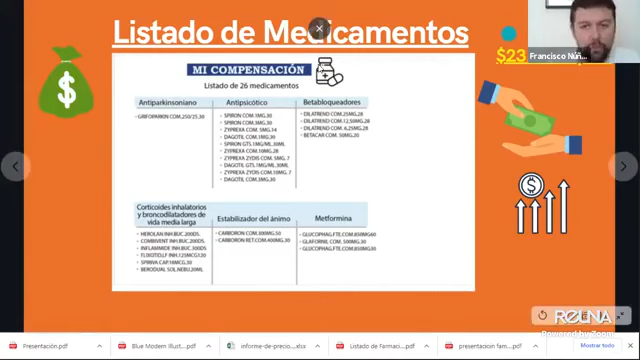 Listado de Medicamentos
$23
Francisco Núñ...
MI COMPENSACIÓN
Listado de 26 medicamentos
Antiparkinsoniano
- GRIFOPARKIN COM.250/25.30
Antipsicótico
- SPIRON COM.1MG.30
- SPIRON COM.3MG.30
- ZYPREXA COM. 5MG.14
- DAGOTIL COM.1MG.30
- SPIRON GTS.1MG/ML.30ML
- ZYPREXA COM.10MG.28
- ZYPREXA ZYDIS COM.5MG. 7
- DAGOTIL GTS.1MG/ML.30ML
- ZYPREXA ZYDIS COM.10MG. 7
- DAGOTIL COM.3MG.30
Betabloqueadores
- DILATREND COM.25MG.28
- DILATREND COM.12,50MG.28
- DILATREND COM. 6,25MG.28
- BETACAR COM. 50MG.20
Corticoides inhalatorios
y broncodilatadores de
vida media larga
- HEROLAN INH.BUC.200DS.
- COMBIVENT INH.BUC.200DS.
- INFLAMMIDE INH.BUC.300DS
- FLIXOTID.LF INH.125MCG120
- SPIRIVA CAP.18MCG.30
- BERODUAL SOL.NEBU.20ML
Estabilizador del ánimo
- CARBORON COM.300MG.50
- CARBORON RET.COM.400MG.30
Metformina
- GLUCOPHAG.FTE.COM.850MG60
- GLAFORNIL COM. 500MG.30
- GLUCOPHAG.FTE.COM.850MG30
Powered by Zoom
Presentación.pdf
Blue Modern Illust....pdf
informe-de-precio....xlsx
Listado de Farmaci....pdf
presentacion fam....pdf
Mostrar todo